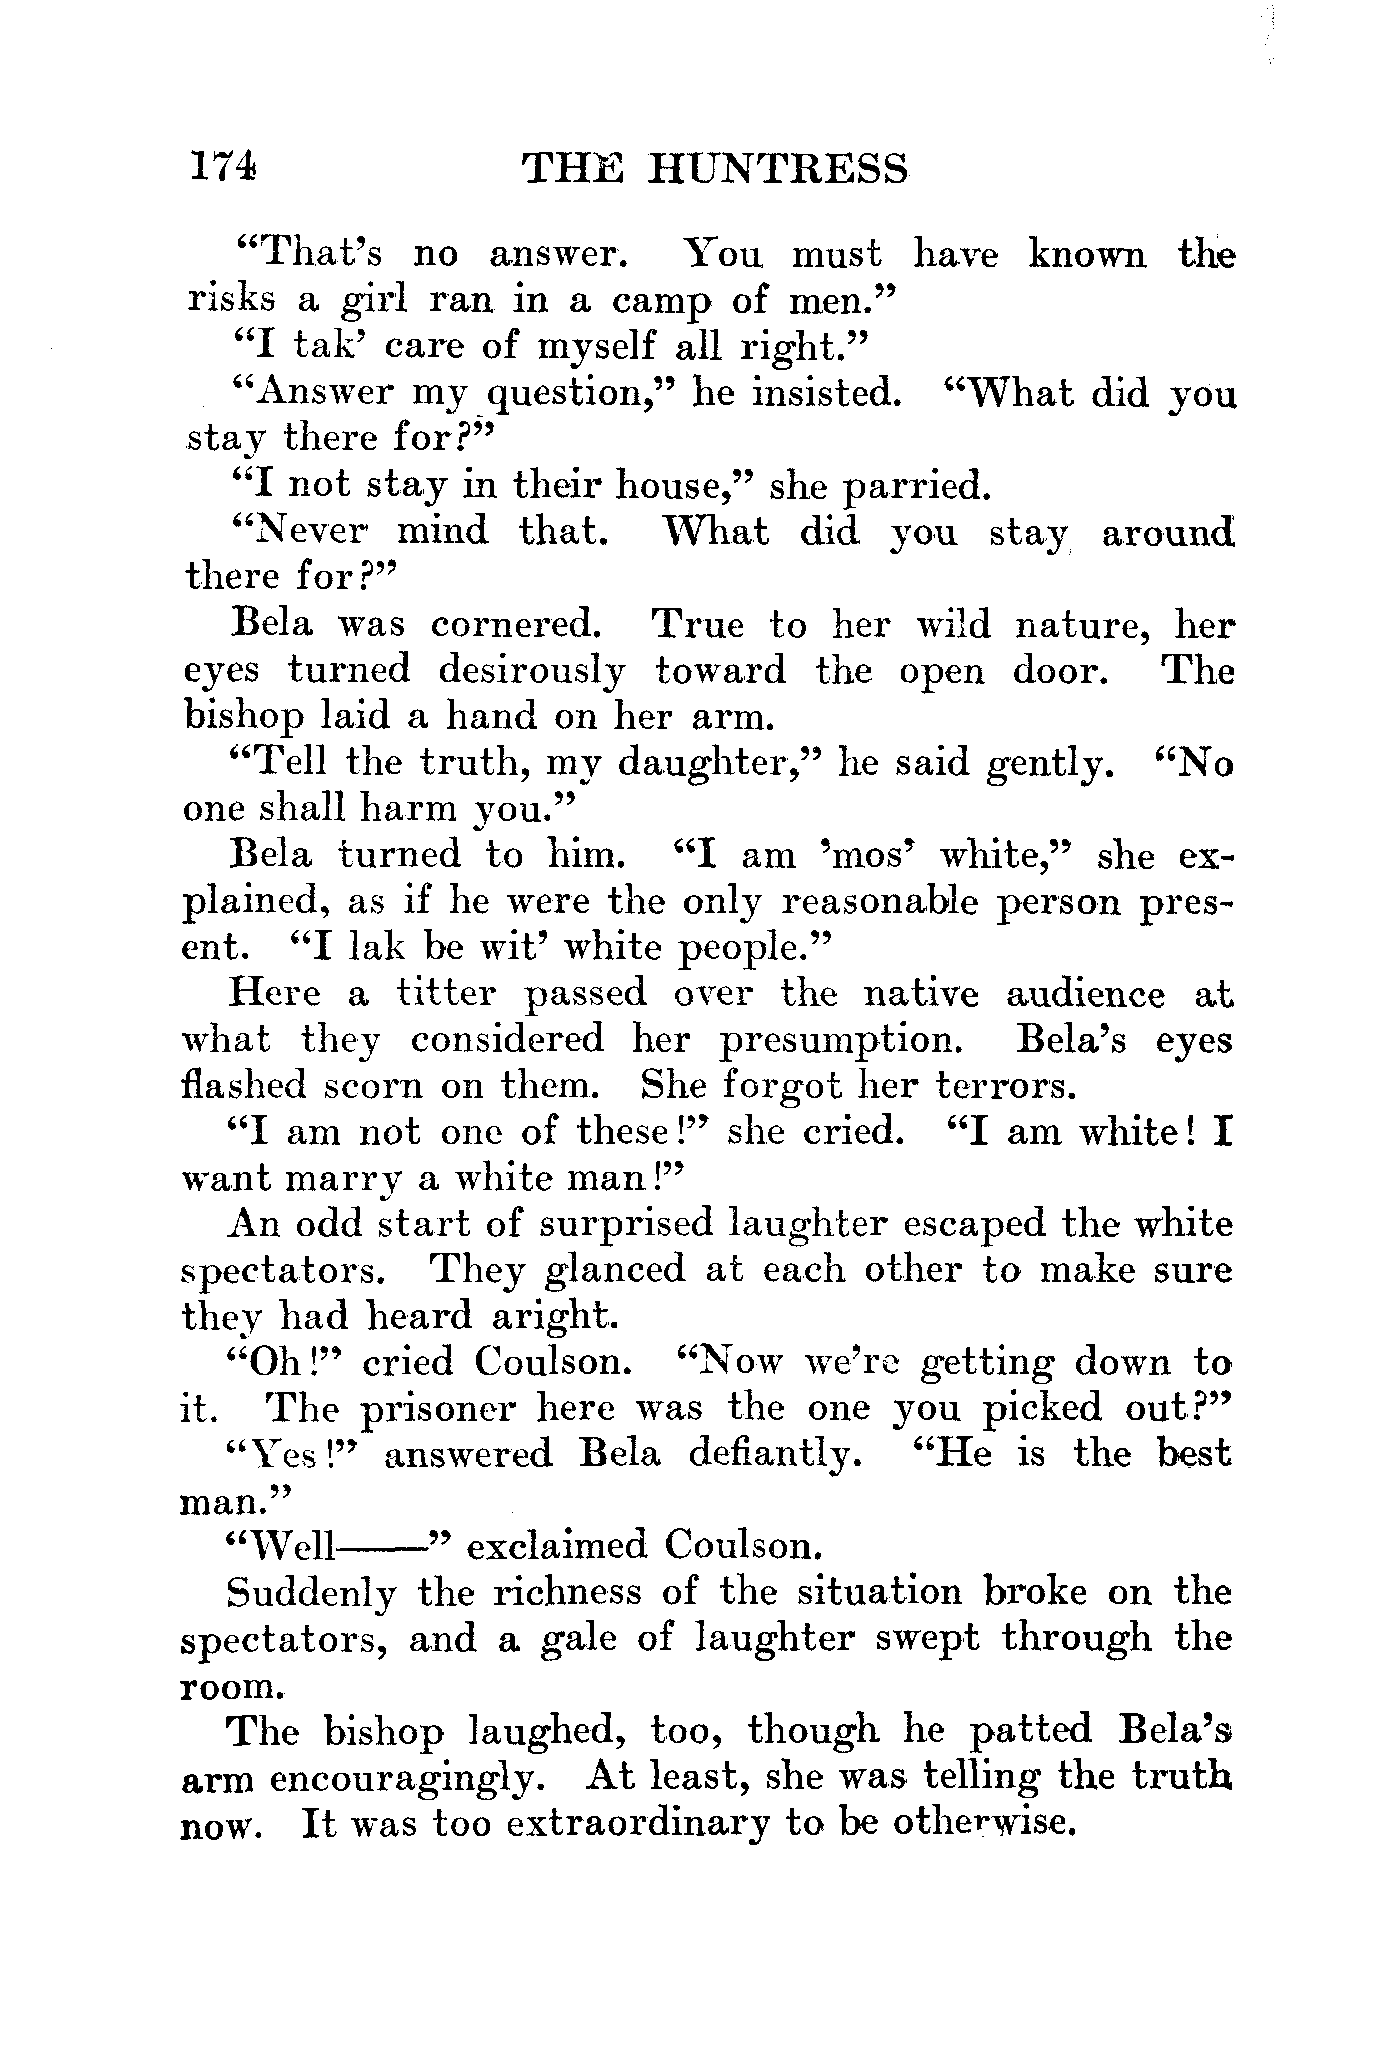 174 THE HUNTRESS
“That’s no answer. You must have known the
risks a girl ran in a camp of men.”
“I tak’ care of myself all right.”
“Answer my question,” he insisted. “What did you
stay there for?”
“I not stay in their house,” she parried.
“Never mind that. What did you stay around
there for?”
Bela was cornered. True to her wild nature, her
eyes turned desirously toward the open door. The
bishop laid a hand on her arm.
“Tell the truth, my daughter,” he said gently. “No
one shall harm you.”
Bela turned to him. “I am ’mos’ white,” she ex-
plained, as if he were the only reasonable person pres-
ent. “I lak be wit’ white people.”
Here a titter passed over the native audience at
what they considered her presumption. Bela’s eyes
flashed scorn on them. She forgot her terrors.
“I am not one of these!” she cried. “I am white! I
want marry a white man!”
An odd start of surprised laughter escaped the white
spectators. They glanced at each other to make sure
they had heard aright.
“Oh!” cried Coulson. “Now we’re getting down to
it. The prisoner here was the one you picked out?”
“Yes!” answered Bela defiantly. “He is the best
man.”
“Well——” exclaimed Coulson.
Suddenly the richness of the situation broke on the
spectators, and a gale of laughter swept through the
room.
The bishop laughed, too, though he patted Bela’s
arm encouragingly. At least, she was telling the truth
now. It was too extraordinary to be otherwise.